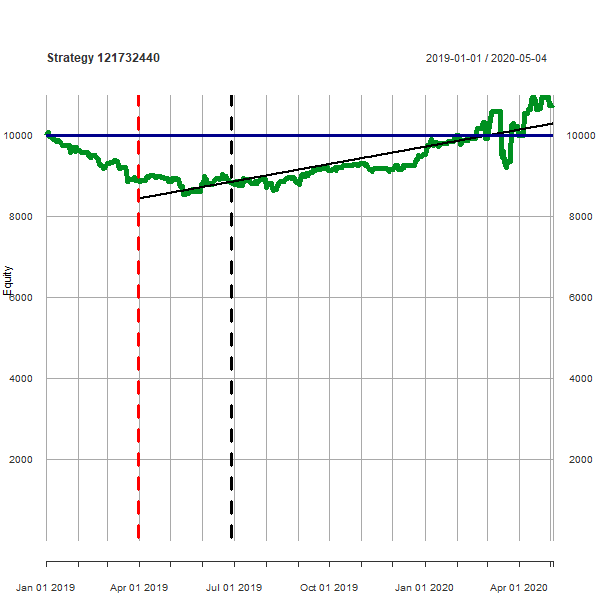 Strategy 121732440
2019-01-01 / 2020-05-04
10000
10000
8000
8000
Equity
6000
6000
4000
4000
2000
2000
Jan 01 2019
Apr 01 2019
Jul 01 2019
Oct 01 2019
Jan 01 2020
Apr 01 2020